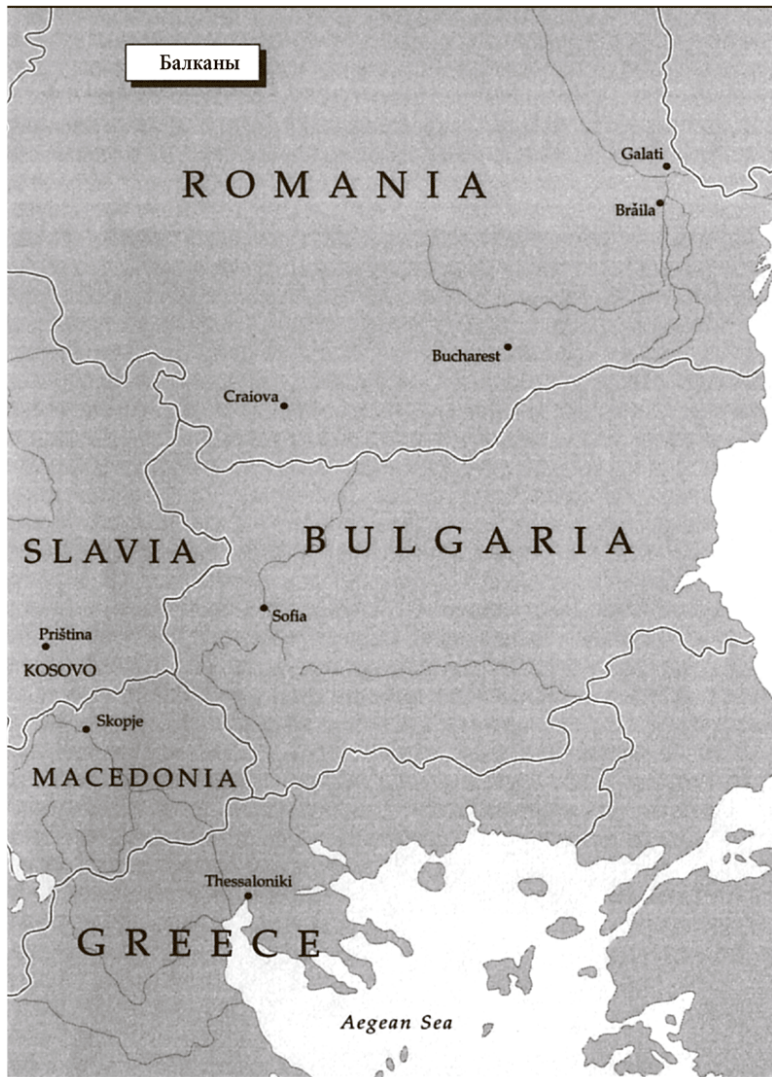 Балканы
Galati
ROMANIA
Brăila
Bucharest
Craiova
BULGARIA
SLAVIA
Sofia
Priština
KOSOVO
Skopje
MACEDONIA
Thessaloniki
GREECE
Aegean Sea